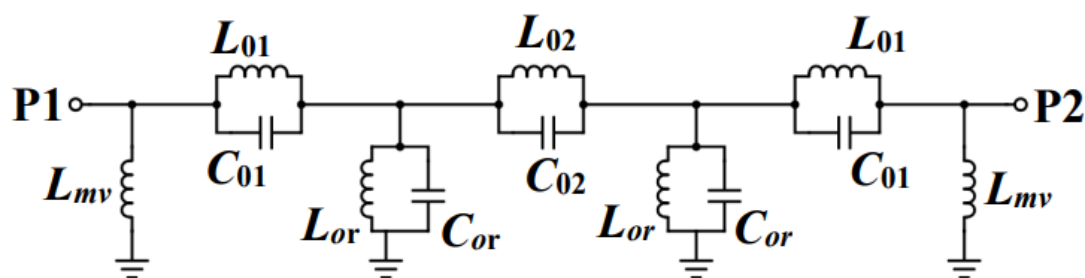 L01 L02 L01
P1 P2
C01 C02 C01
Lmv Lor Cor Lor Cor Lmv